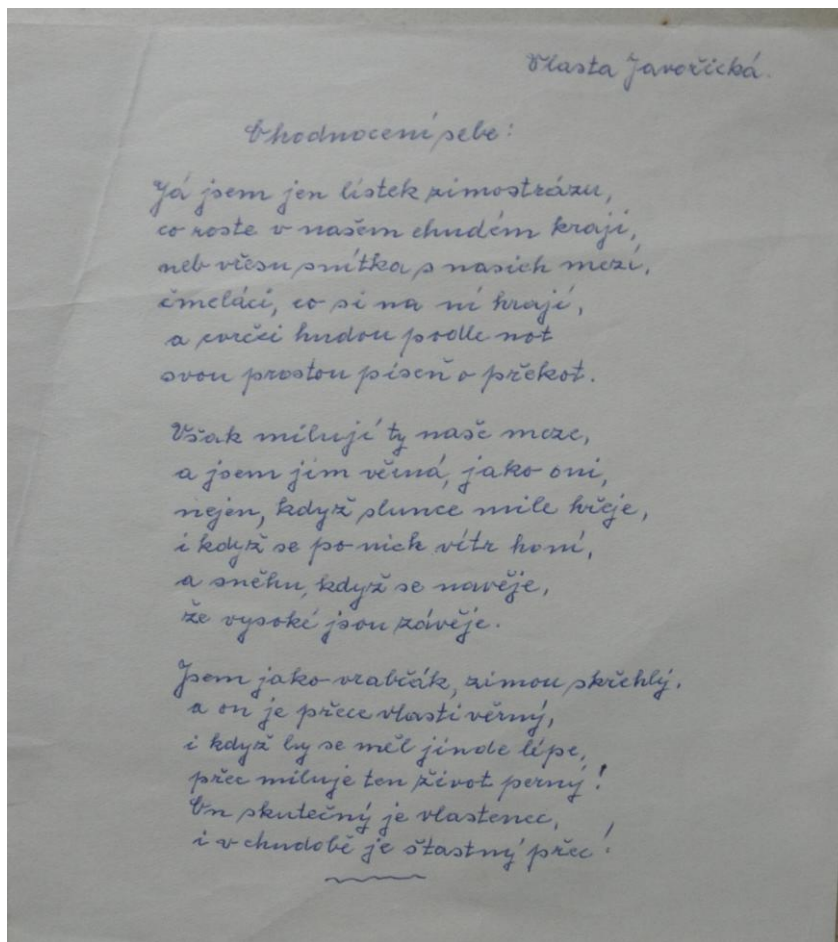 Vlasta Javořická.
Ohodnocení sebe:
Já jsem jen lístek zimostrázu,
co roste v našem chudém kraji,
neb vřesu snítka s nasich mezí,
čmeláci, co si na ní hrají,
a cvrčci hudou podle not
svou prostou píseň o překot.
Však miluji ty naše meze,
a jsem jim věrná, jako oni,
nejen, když slunce mile hřeje,
i když se po nich vítr honí,
a sněhu, když se navěje,
že vysoké jsou závěje.
Jsem jako vrabčák, zimou skřehlý,
a on je přece vlasti věrný,
i když by se měl jinde lépe,
přec miluje ten život perný!
On skutečný je vlastenec,
i v chudobě je šťastný přec!